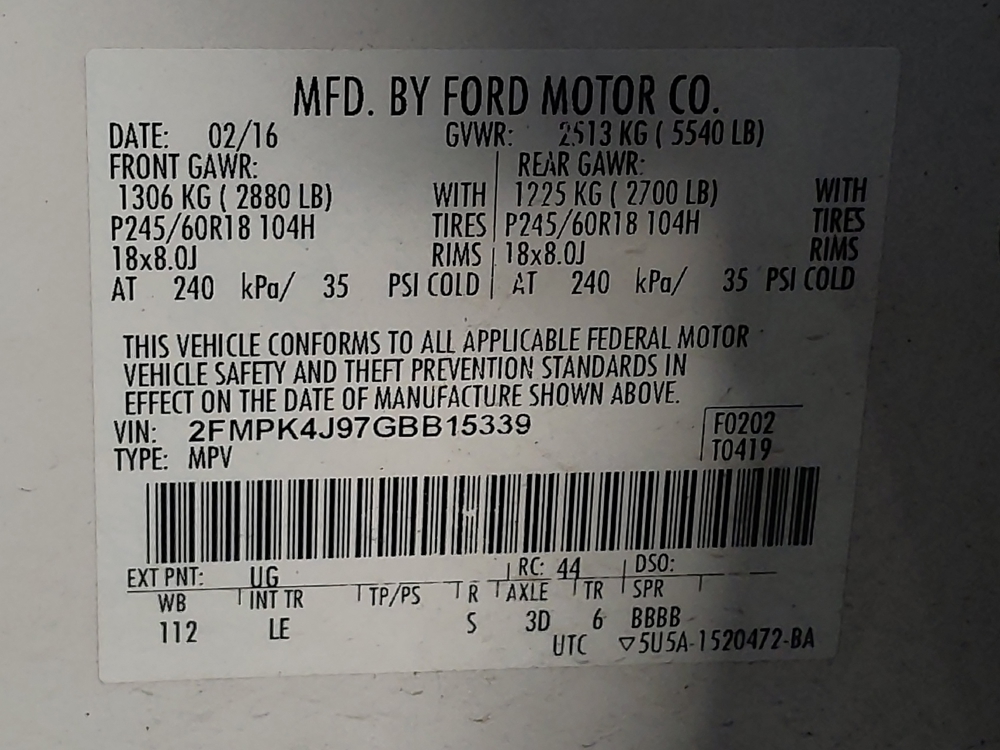 MFD. BY FORD MOTOR CO.
DATE: 02/16 GVWR: 2513 KG ( 5540 LB)
FRONT GAWR: REAR GAWR:
1306 KG ( 2880 LB) WITH 1225 KG ( 2700 LB) WITH
P245/60R18 104H TIRES P245/60R18 104H TIRES
18x8.0J RIMS 18x8.0J RIMS
AT 240 kPa/ 35 PSI COLD AT 240 kPa/ 35 PSI COLD
THIS VEHICLE CONFORMS TO ALL APPLICABLE FEDERAL MOTOR
VEHICLE SAFETY AND THEFT PREVENTION STANDARDS IN
EFFECT ON THE DATE OF MANUFACTURE SHOWN ABOVE.
VIN: 2FMPK4J97GBB15339 F0202
TYPE: MPV T0419
EXT PNT: UG RC: 44 DSO:
WB INT TR TP/PS R AXLE TR SPR
112 LE S 3D 6 BBBB
UTC ▽5U5A-1520472-BA